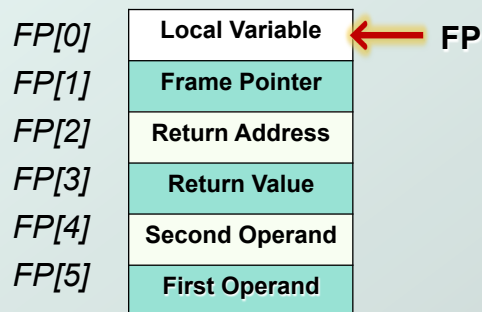 FP[0] Local Variable FP
FP[1] Frame Pointer
FP[2] Return Address
FP[3] Return Value
FP[4] Second Operand
FP[5] First Operand